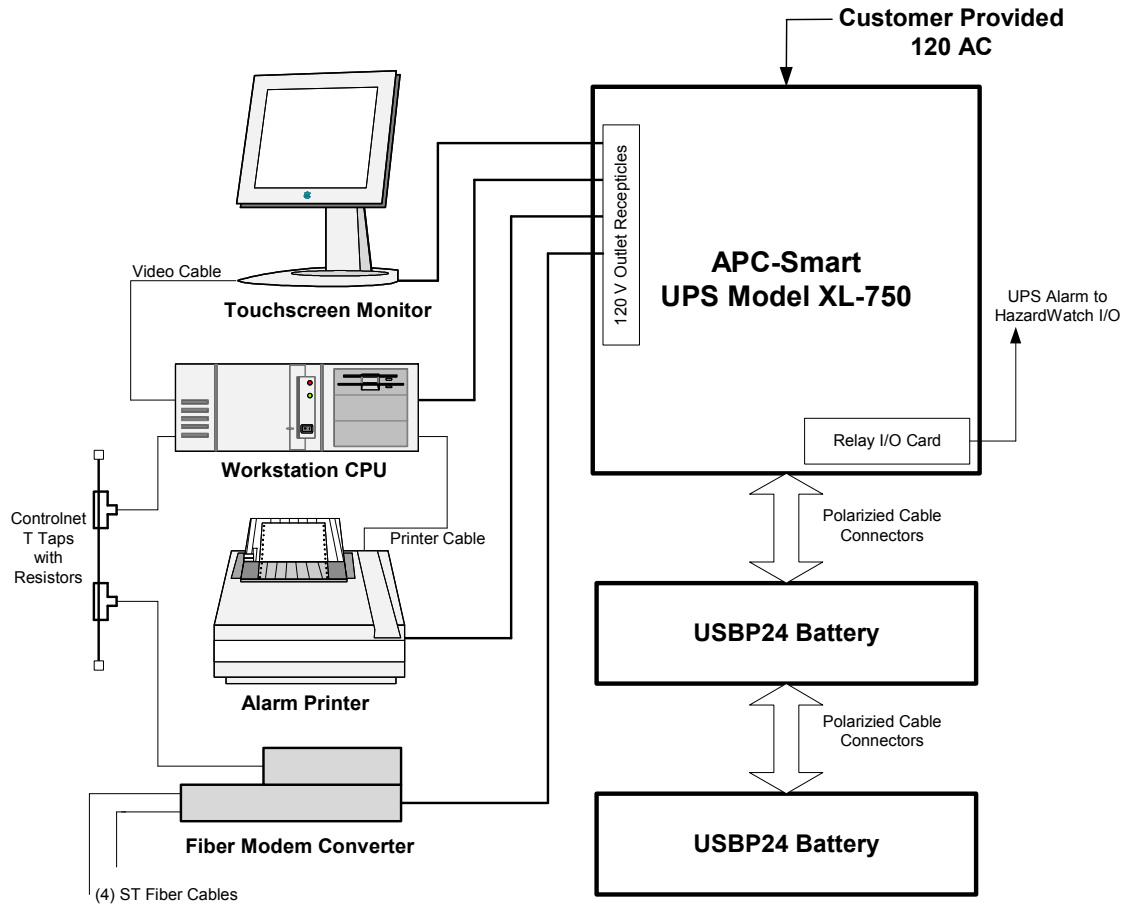 Customer Provided
120 AC
120 V Outlet Recepticles
APC-Smart
UPS Model XL-750
Video Cable
Touchscreen Monitor
UPS Alarm to
HazardWatch I/O
Relay I/O Card
Workstation CPU
Controlnet
T Taps
with
Resistors
Printer Cable
Polarizied Cable
Connectors
USBP24 Battery
Alarm Printer
Polarizied Cable
Connectors
Fiber Modem Converter
USBP24 Battery
(4) ST Fiber Cables